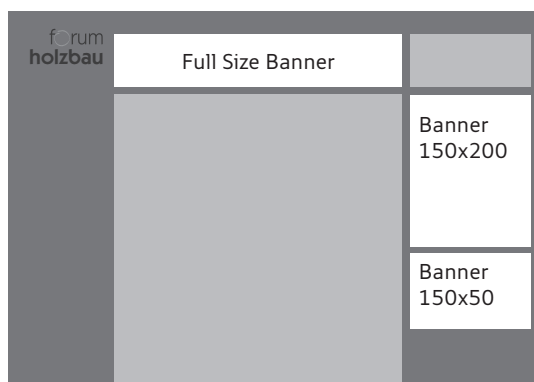 forum
holzbau
Full Size Banner
Banner
150x200
Banner
150x50